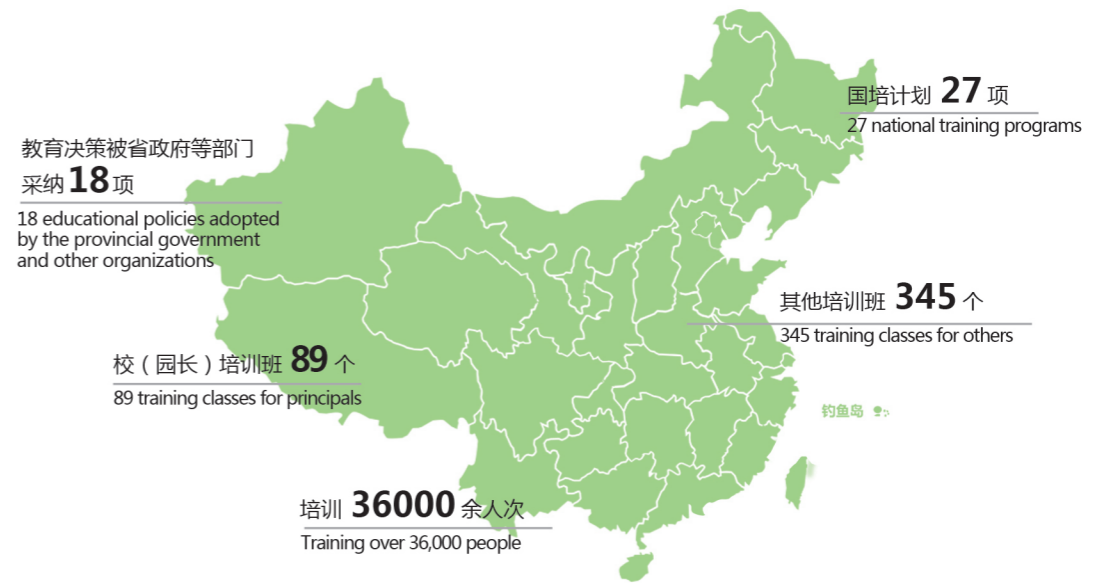 国培计划 27 项
27 national training programs
教育决策被省政府等部门
采纳 18 项
18 educational policies adopted
by the provincial government
and other organizations
其他培训班 345 个
345 training classes for others
校（园长）培训班 89 个
89 training classes for principals
钓鱼岛
培训 36000 余人次
Training over 36,000 people